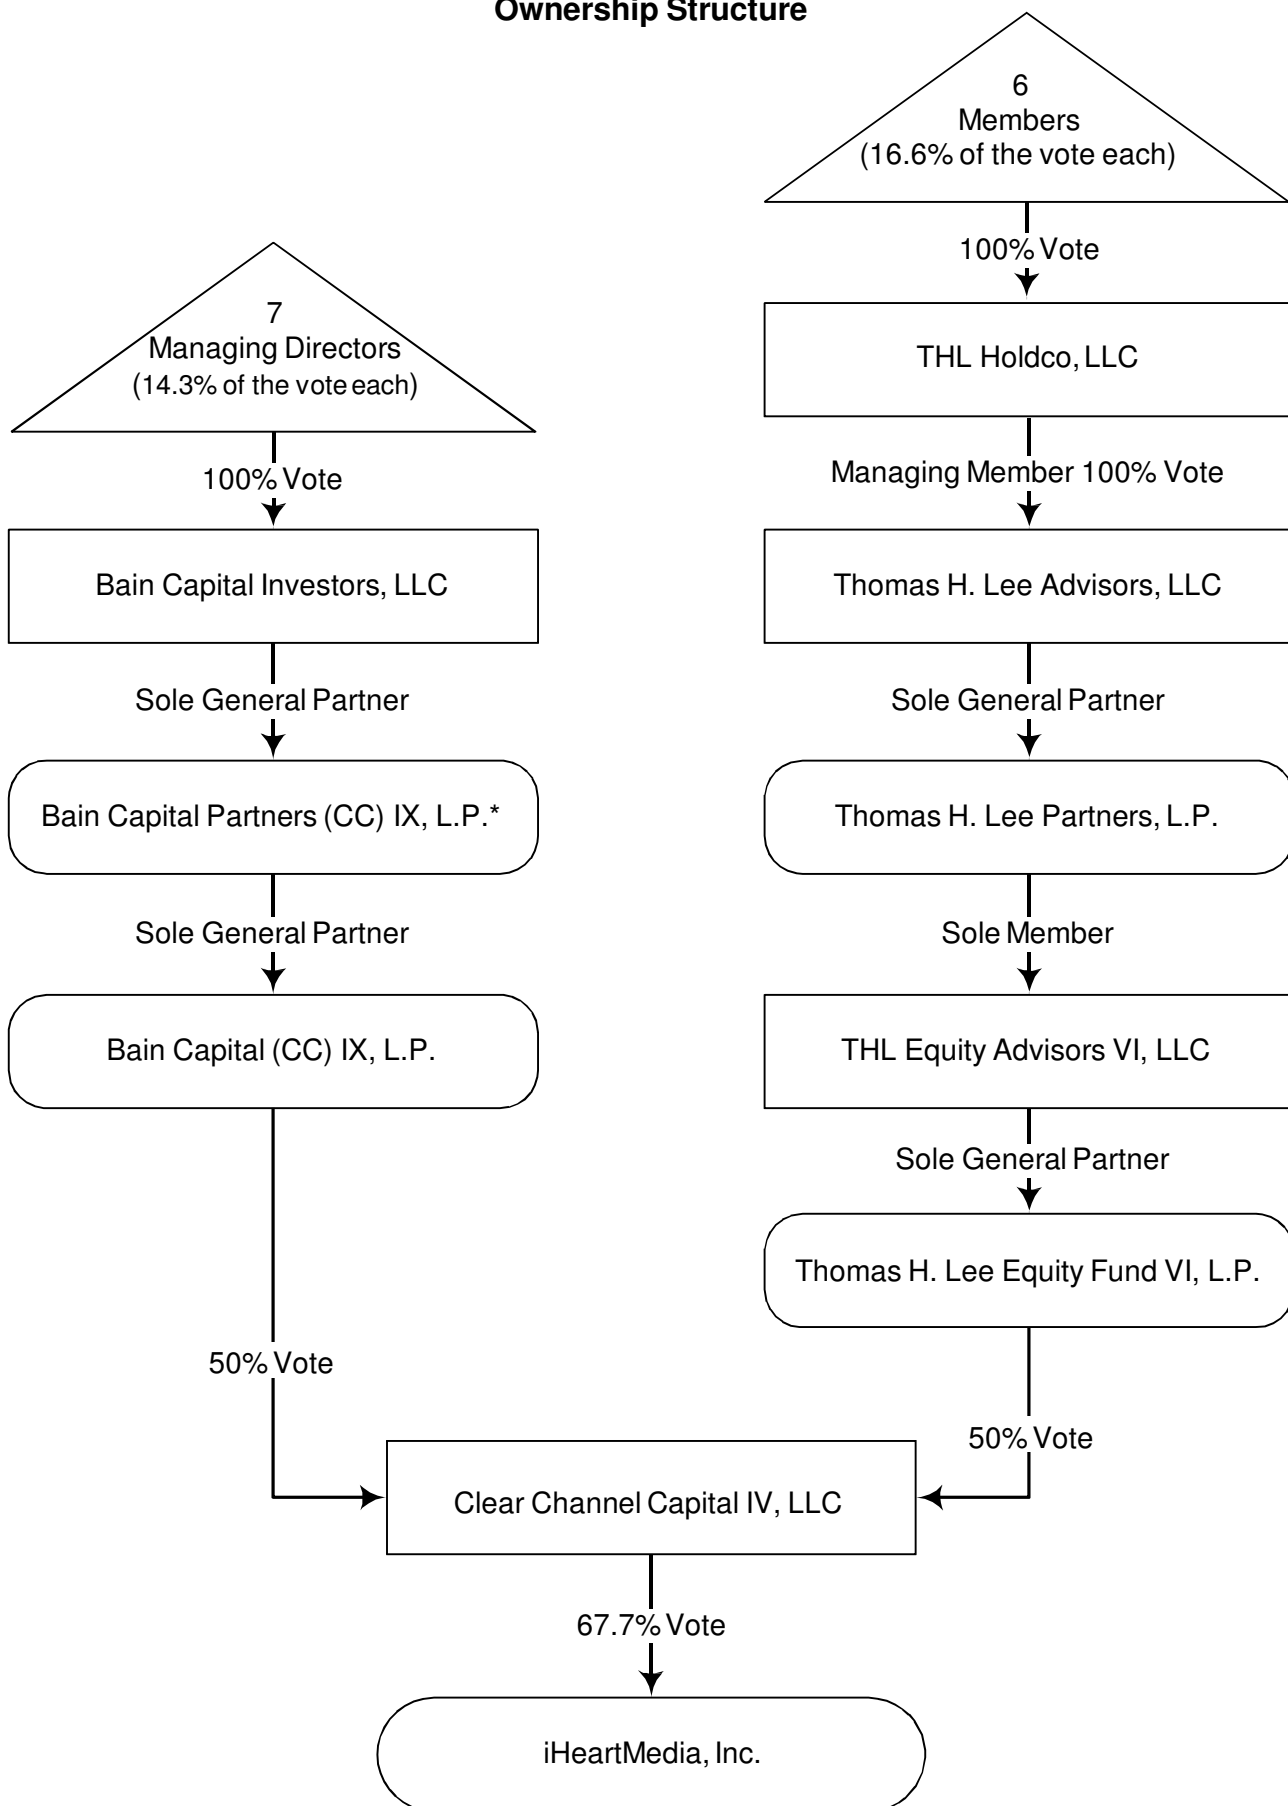 Ownership Structure
6
Members
(16.6% of the vote each)
100% Vote
THL Holdco, LLC
Managing Member 100% Vote
7
Managing Directors
(14.3% of the vote each)
100% Vote
Bain Capital Investors, LLC
Thomas H. Lee Advisors, LLC
Sole General Partner
Sole General Partner
Bain Capital Partners (CC) IX, L.P.*
Thomas H. Lee Partners, L.P.
Sole General Partner
Sole Member
Bain Capital (CC) IX, L.P.
THL Equity Advisors VI, LLC
Sole General Partner
Thomas H. Lee Equity Fund VI, L.P.
50% Vote
50% Vote
Clear Channel Capital IV, LLC
67.7% Vote
iHeartMedia, Inc.